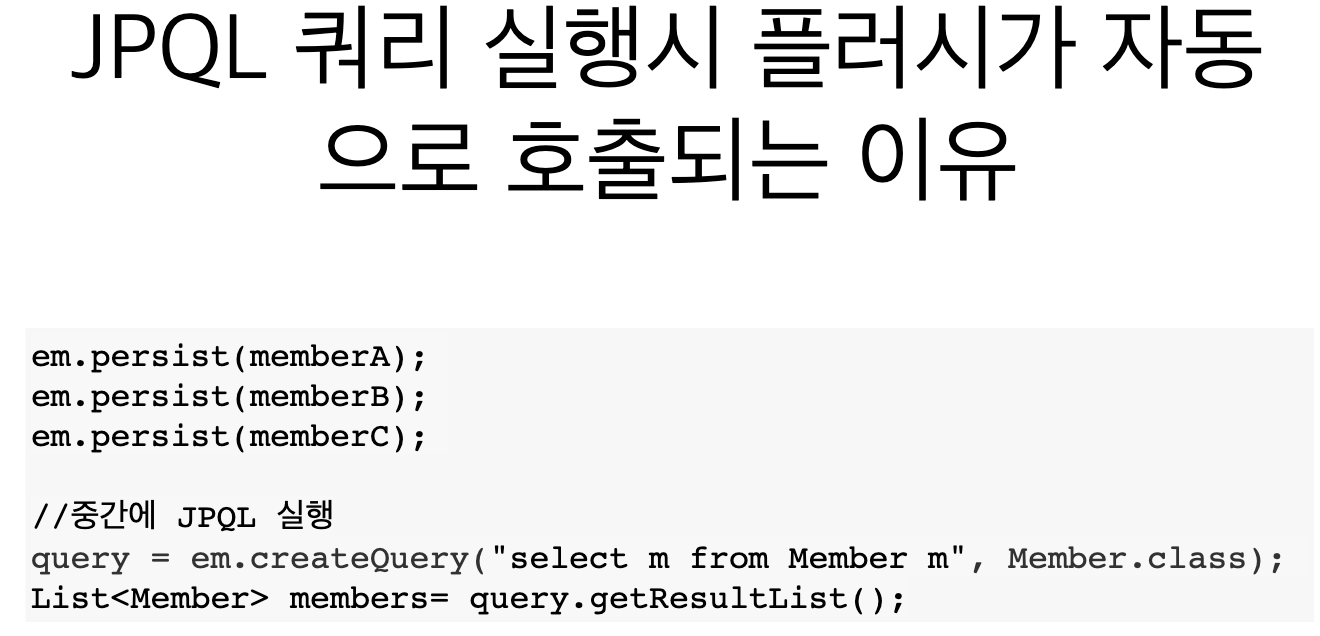 JPQL 쿼리 실행시 플러시가 자동
으로 호출되는 이유
em.persist(memberA);
em.persist(memberB);
em.persist(memberC);
//중간에 JPQL 실행
query = em.createQuery("select m from Member m", Member.class);
List<Member> members= query.getResultList();